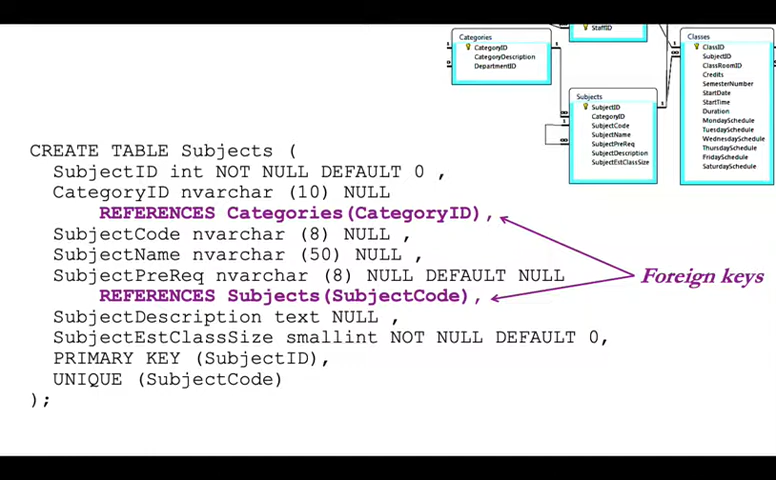 StaffID
Categories
CategoryID
CategoryDescription
DepartmentID
Classes
ClassID
SubjectID
ClassRoomID
Credits
SemesterNumber
StartDate
StartTime
Duration
MondaySchedule
TuesdaySchedule
WednesdaySchedule
ThursdaySchedule
FridaySchedule
SaturdaySchedule
Subjects
SubjectID
CategoryID
SubjectCode
SubjectName
SubjectPreReq
SubjectDescription
SubjectEstClassSize
CREATE TABLE Subjects (
SubjectID int NOT NULL DEFAULT 0 ,
CategoryID nvarchar (10) NULL
REFERENCES Categories(CategoryID),
SubjectCode nvarchar (8) NULL ,
SubjectName nvarchar (50) NULL ,
SubjectPreReq nvarchar (8) NULL DEFAULT NULL
REFERENCES Subjects(SubjectCode),
SubjectDescription text NULL ,
SubjectEstClassSize smallint NOT NULL DEFAULT 0,
PRIMARY KEY (SubjectID),
UNIQUE (SubjectCode)
);
Foreign keys